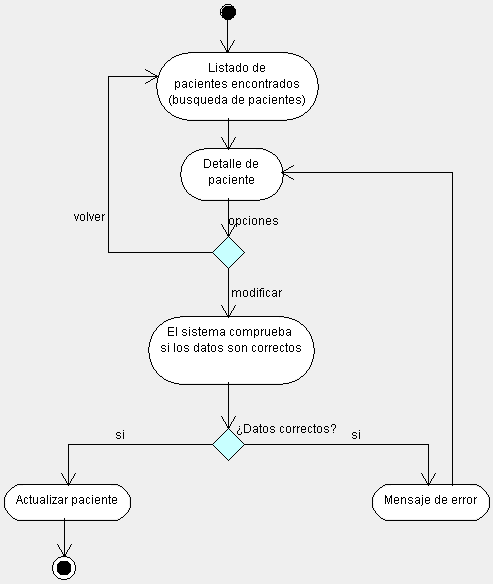 Listado de
pacientes encontrados
(busqueda de pacientes)
Detalle de
paciente
volver
opciones
modificar
El sistema comprueba
si los datos son correctos
¿Datos correctos?
si
si
Actualizar paciente
Mensaje de error